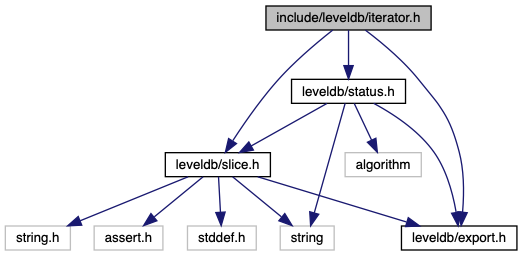 include/leveldb/iterator.h
leveldb/status.h
leveldb/slice.h
algorithm
string.h
assert.h
stddef.h
string
leveldb/export.h